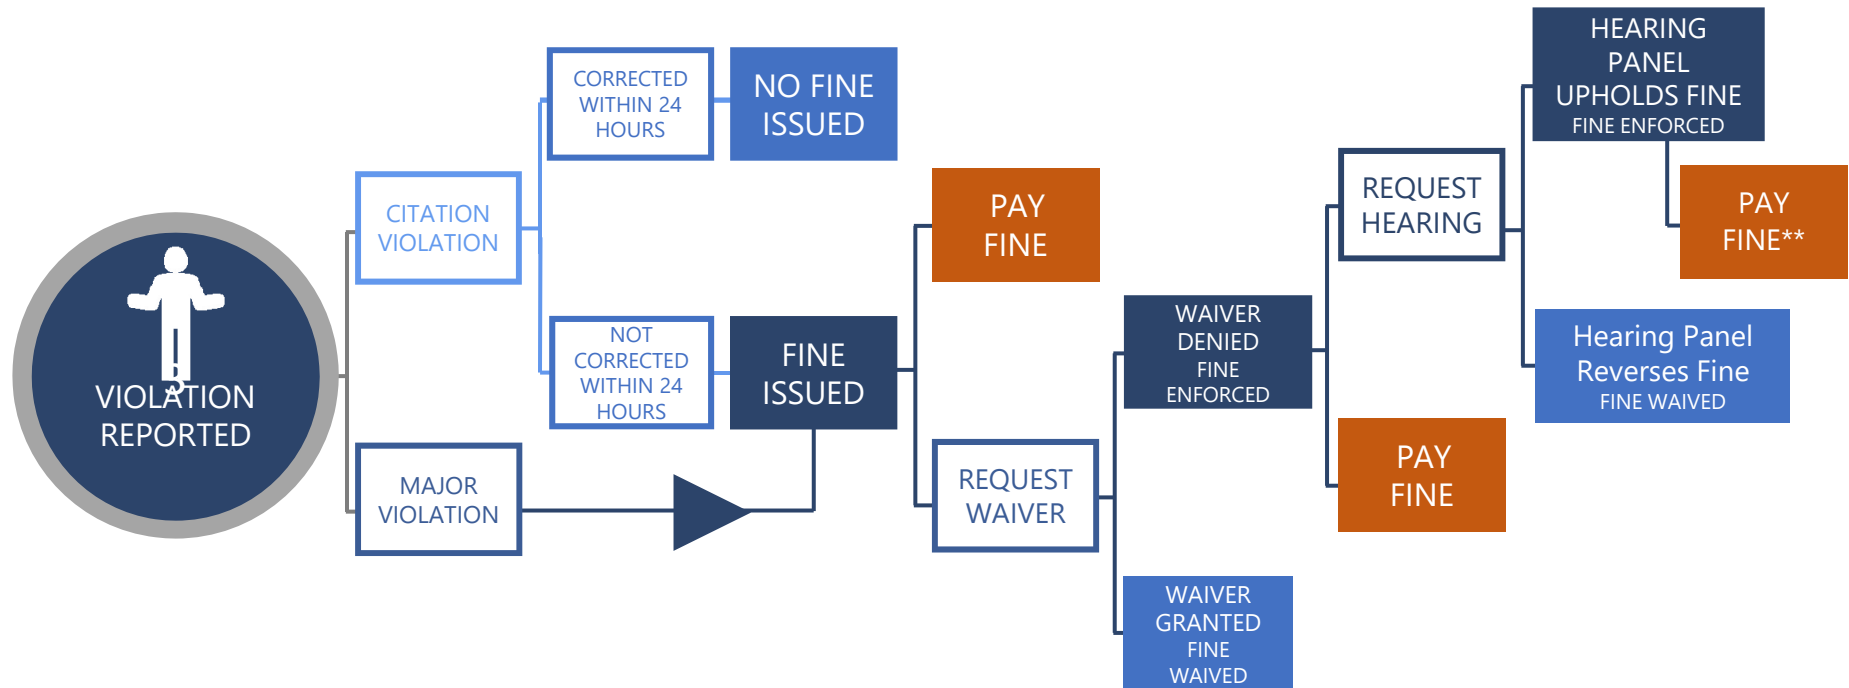 VIOLATION
REPORTED
CITATION
VIOLATION
MAJOR
VIOLATION
CORRECTED
WITHIN 24
HOURS
NO FINE
ISSUED
NOT
CORRECTED
WITHIN 24
HOURS
FINE
ISSUED
PAY
FINE
REQUEST
WAIVER
WAIVER
DENIED
FINE
ENFORCED
WAIVER
GRANTED
FINE
WAIVED
REQUEST
HEARING
PAY
FINE
HEARING
PANEL
UPHOLDS FINE
FINE ENFORCED
PAY
FINE**
Hearing Panel
Reverses Fine
FINE WAIVED